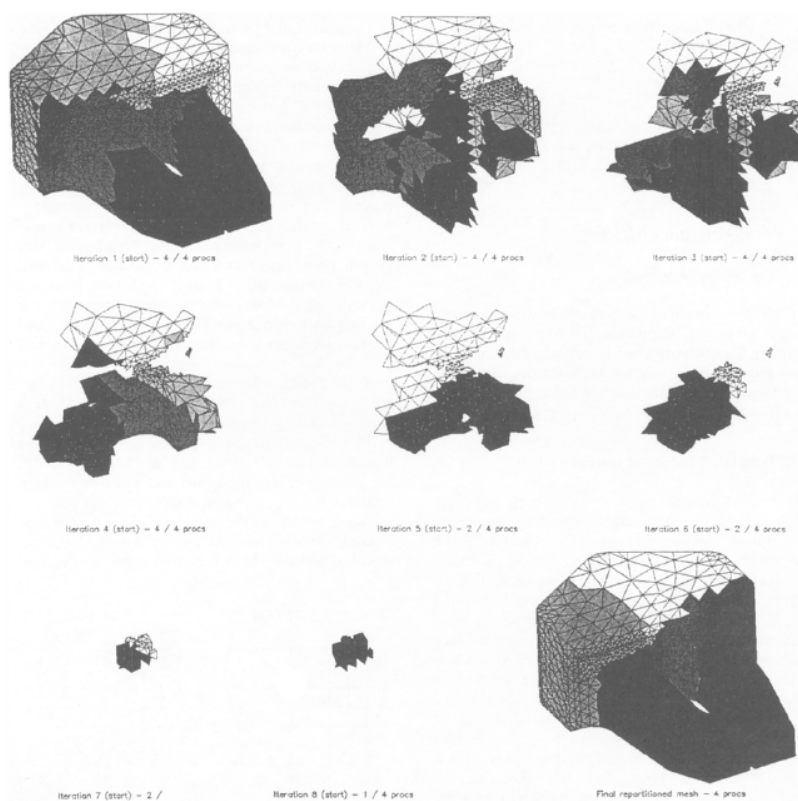 Iteration 1 (start) - 4 / 4 procs
Iteration 2 (start) - 4 / 4 procs
Iteration 3 (start) - 4 / 4 procs
Iteration 4 (start) - 4 / 4 procs
Iteration 5 (start) - 2 / 4 procs
Iteration 6 (start) - 2 / 4 procs
Iteration 7 (start) - 2 /
Iteration 8 (start) - 1 / 4 procs
Final repartitioned mesh - 4 procs